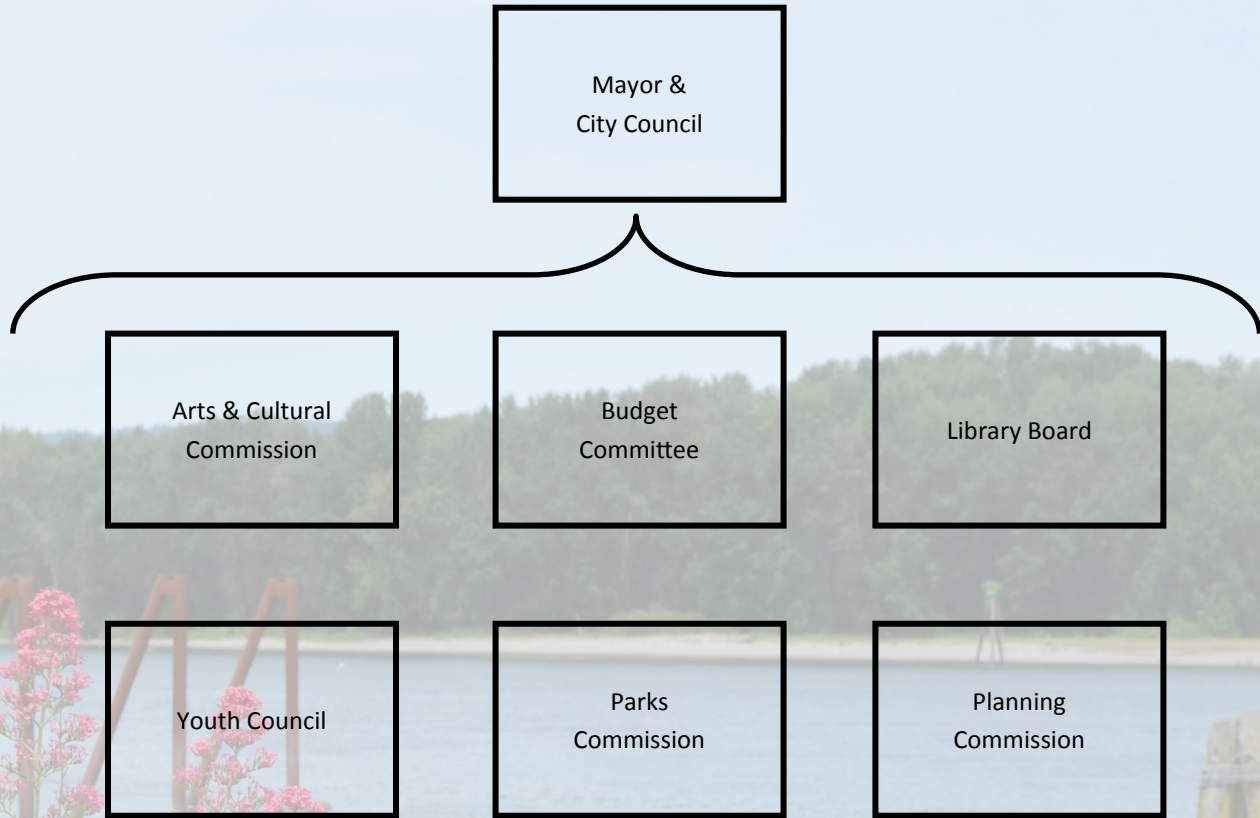 Mayor &
City Council
Arts & Cultural
Commission
Budget
Committee
Library Board
Youth Council
Parks
Commission
Planning
Commission